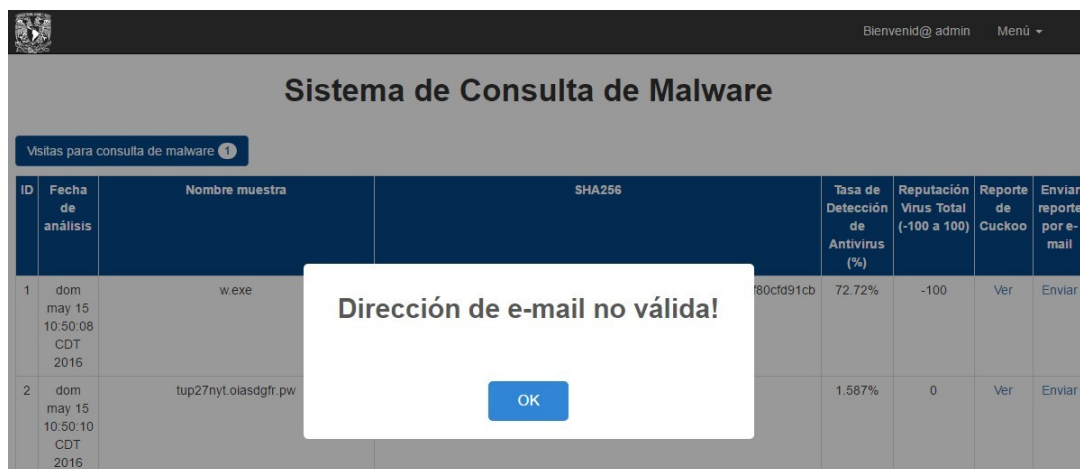 Bienvenid@ admin Menú
Sistema de Consulta de Malware
Visitas para consulta de malware 1
ID Fecha de análisis Nombre muestra SHA256 Tasa de Detección de Antivirus (%) Reputación Virus Total (-100 a 100) Reporte de Cuckoo Enviar reporte por e-mail
1 dom may 15 10:50:08 CDT 2016 w.exe f80cfd91cb 72.72% -100 Ver Enviar
Dirección de e-mail no válida!
OK
2 dom may 15 10:50:10 CDT 2016 tup27nyt.oiasdgfr.pw 1.587% 0 Ver Enviar